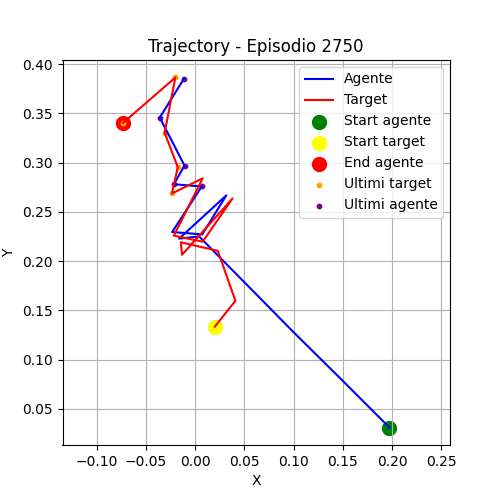 Trajectory - Episodio 2750
0.40
0.35
0.30
0.25
0.20
0.15
0.10
0.05
Y
Agente
Target
Start agente
Start target
End agente
Ultimi target
Ultimi agente
−0.10
−0.05
0.00
0.05
0.10
0.15
0.20
0.25
X